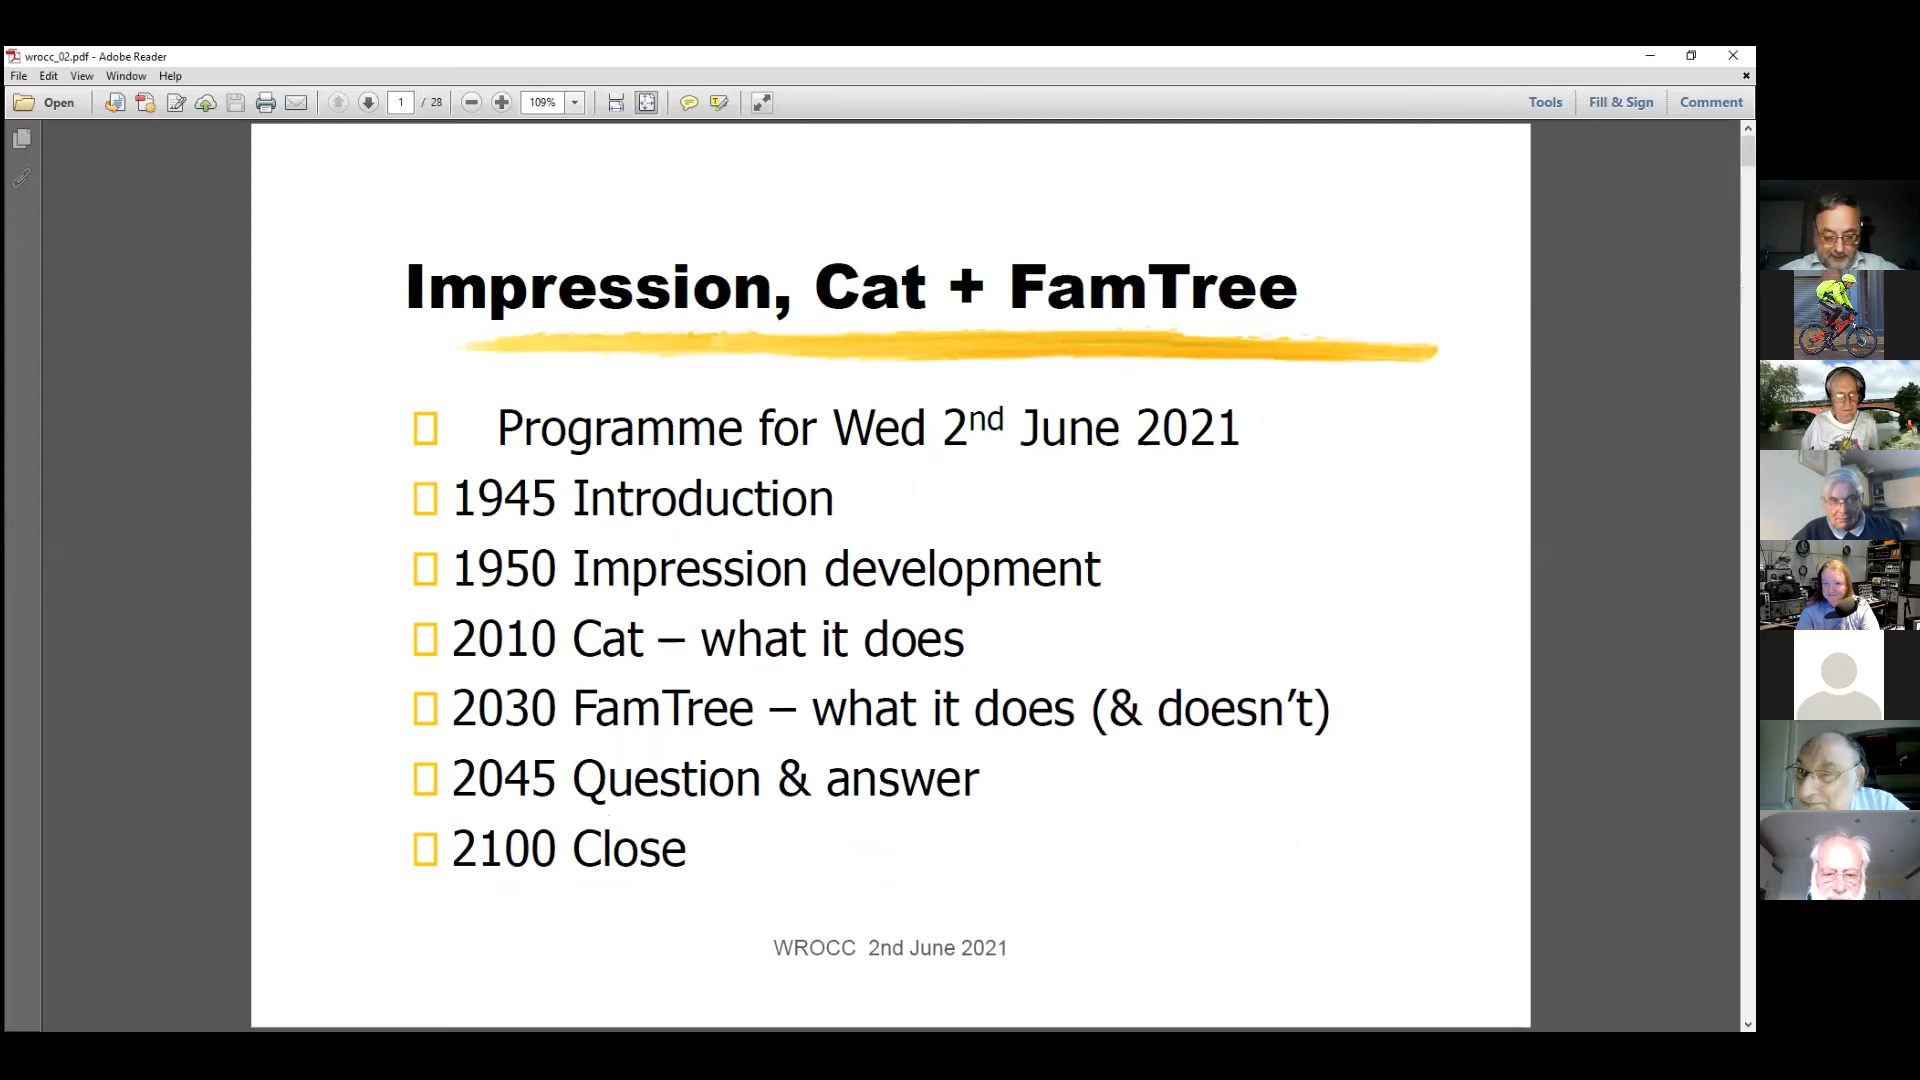 wrocc_02.pdf - Adobe Reader
File Edit View Window Help
Open 1 / 28 109% Tools Fill & Sign Comment
Impression, Cat + FamTree
Programme for Wed 2nd June 2021
1945 Introduction
1950 Impression development
2010 Cat – what it does
2030 FamTree – what it does (& doesn’t)
2045 Question & answer
2100 Close
WROCC 2nd June 2021